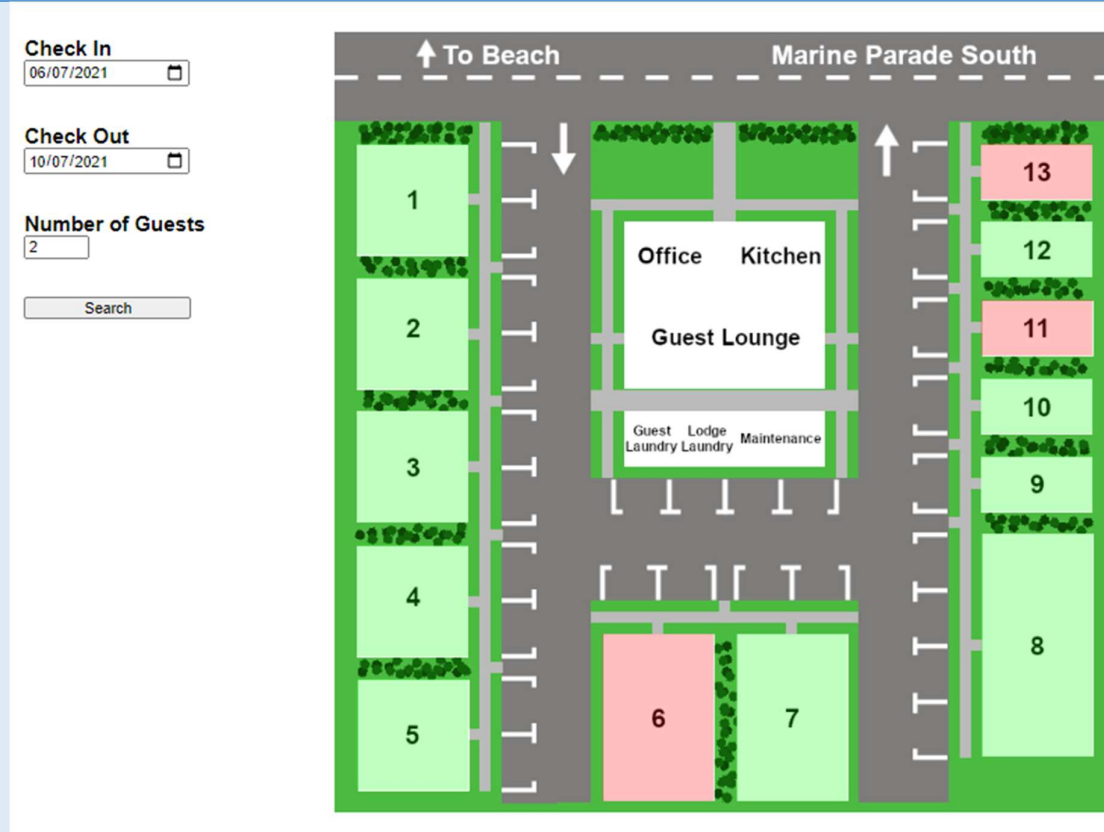 Check In
06/07/2021
Check Out
10/07/2021
Number of Guests
2
Search
To Beach
Marine Parade South
1
2
3
4
5
Office Kitchen
Guest Lounge
Guest Laundry
Lodge Laundry
Maintenance
6
7
13
12
11
10
9
8